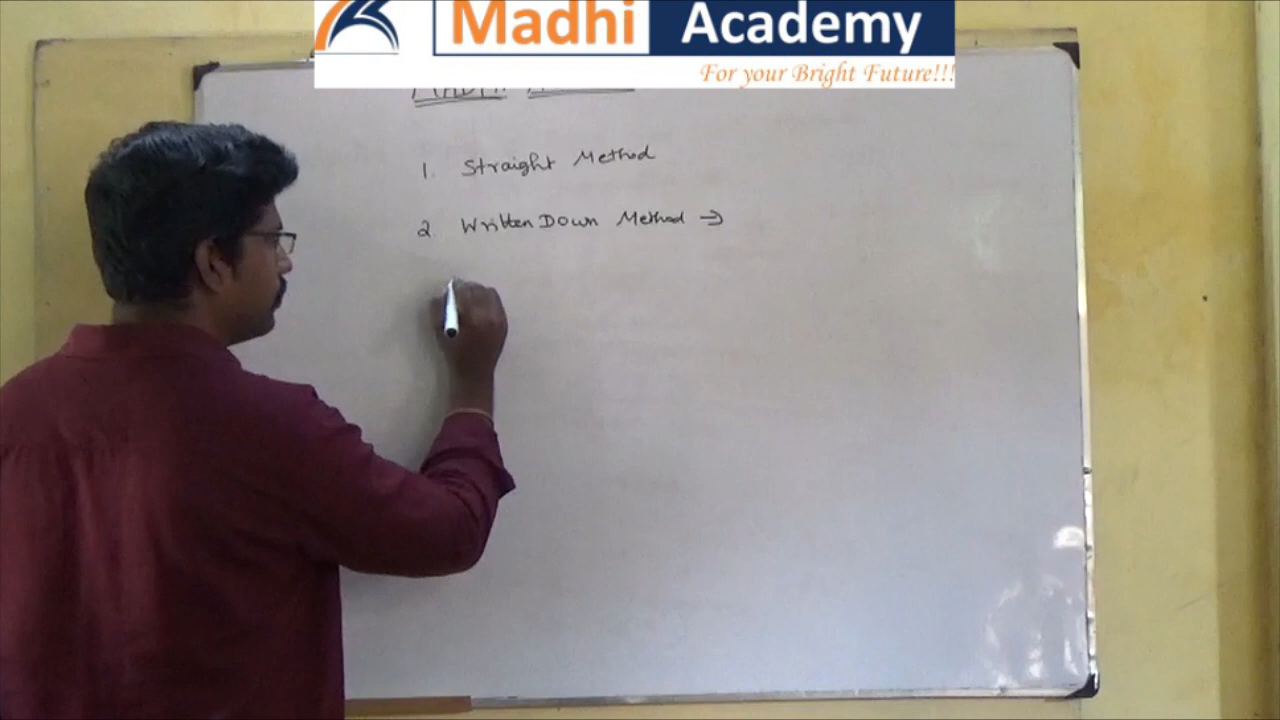 Madhi Academy
For your Bright Future!!!
1. Straight Method
2. Written Down Method →